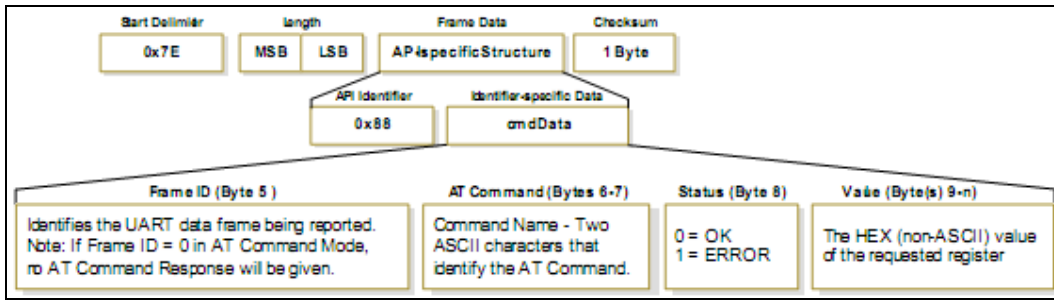 Start Delimiter Length Frame Data Checksum
0x7E MSB LSB API-specific Structure 1 Byte
API Identifier Identifier-specific Data
0x88 cmdData
Frame ID (Byte 5 ) AT Command (Bytes 6-7) Status (Byte 8) Value (Byte(s) 9-n)
Identifies the UART data frame being reported.
Note: If Frame ID = 0 in AT Command Mode,
no AT Command Response will be given.
Command Name - Two
ASCII characters that
identify the AT Command.
0 = OK
1 = ERROR
The HEX (non-ASCII) value
of the requested register